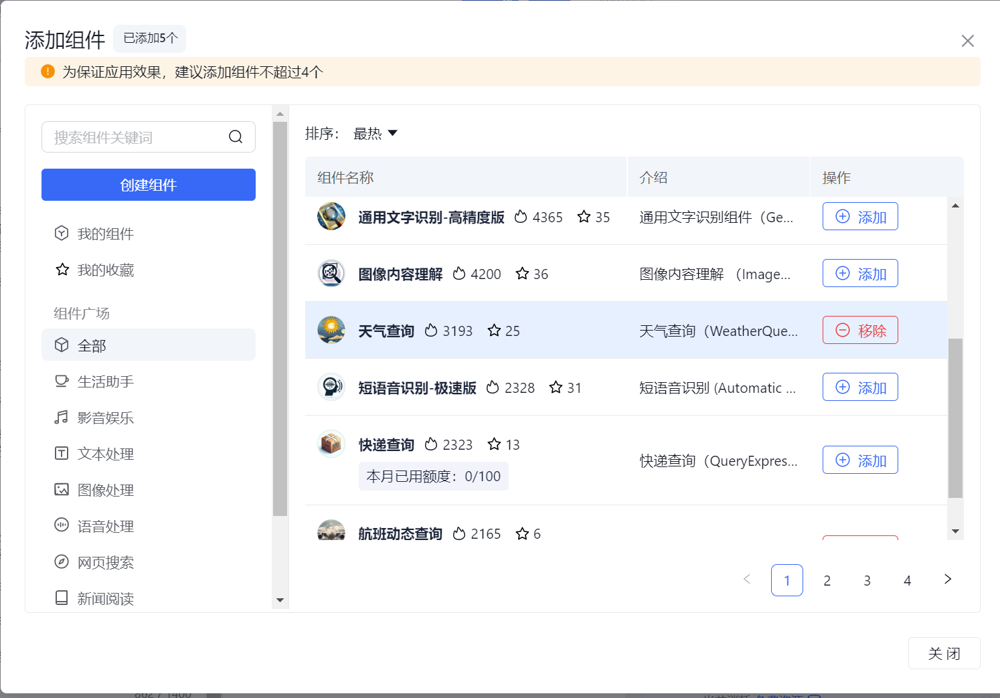 添加组件 已添加5个
为保证应用效果，建议添加组件不超过4个
搜索组件关键词
创建组件
我的组件
我的收藏
组件广场
全部
生活助手
影音娱乐
文本处理
图像处理
语音处理
网页搜索
新闻阅读
排序： 最热
组件名称 介绍 操作
通用文字识别-高精度版 4365 35 通用文字识别组件（Ge... 添加
图像内容理解 4200 36 图像内容理解 （Image... 添加
天气查询 3193 25 天气查询（WeatherQue... 移除
短语音识别-极速版 2328 31 短语音识别 (Automatic ... 添加
快递查询 2323 13 快递查询（QueryExpres... 添加
本月已用额度：0/100
航班动态查询 2165 6
1 2 3 4
关 闭
862 / 1400